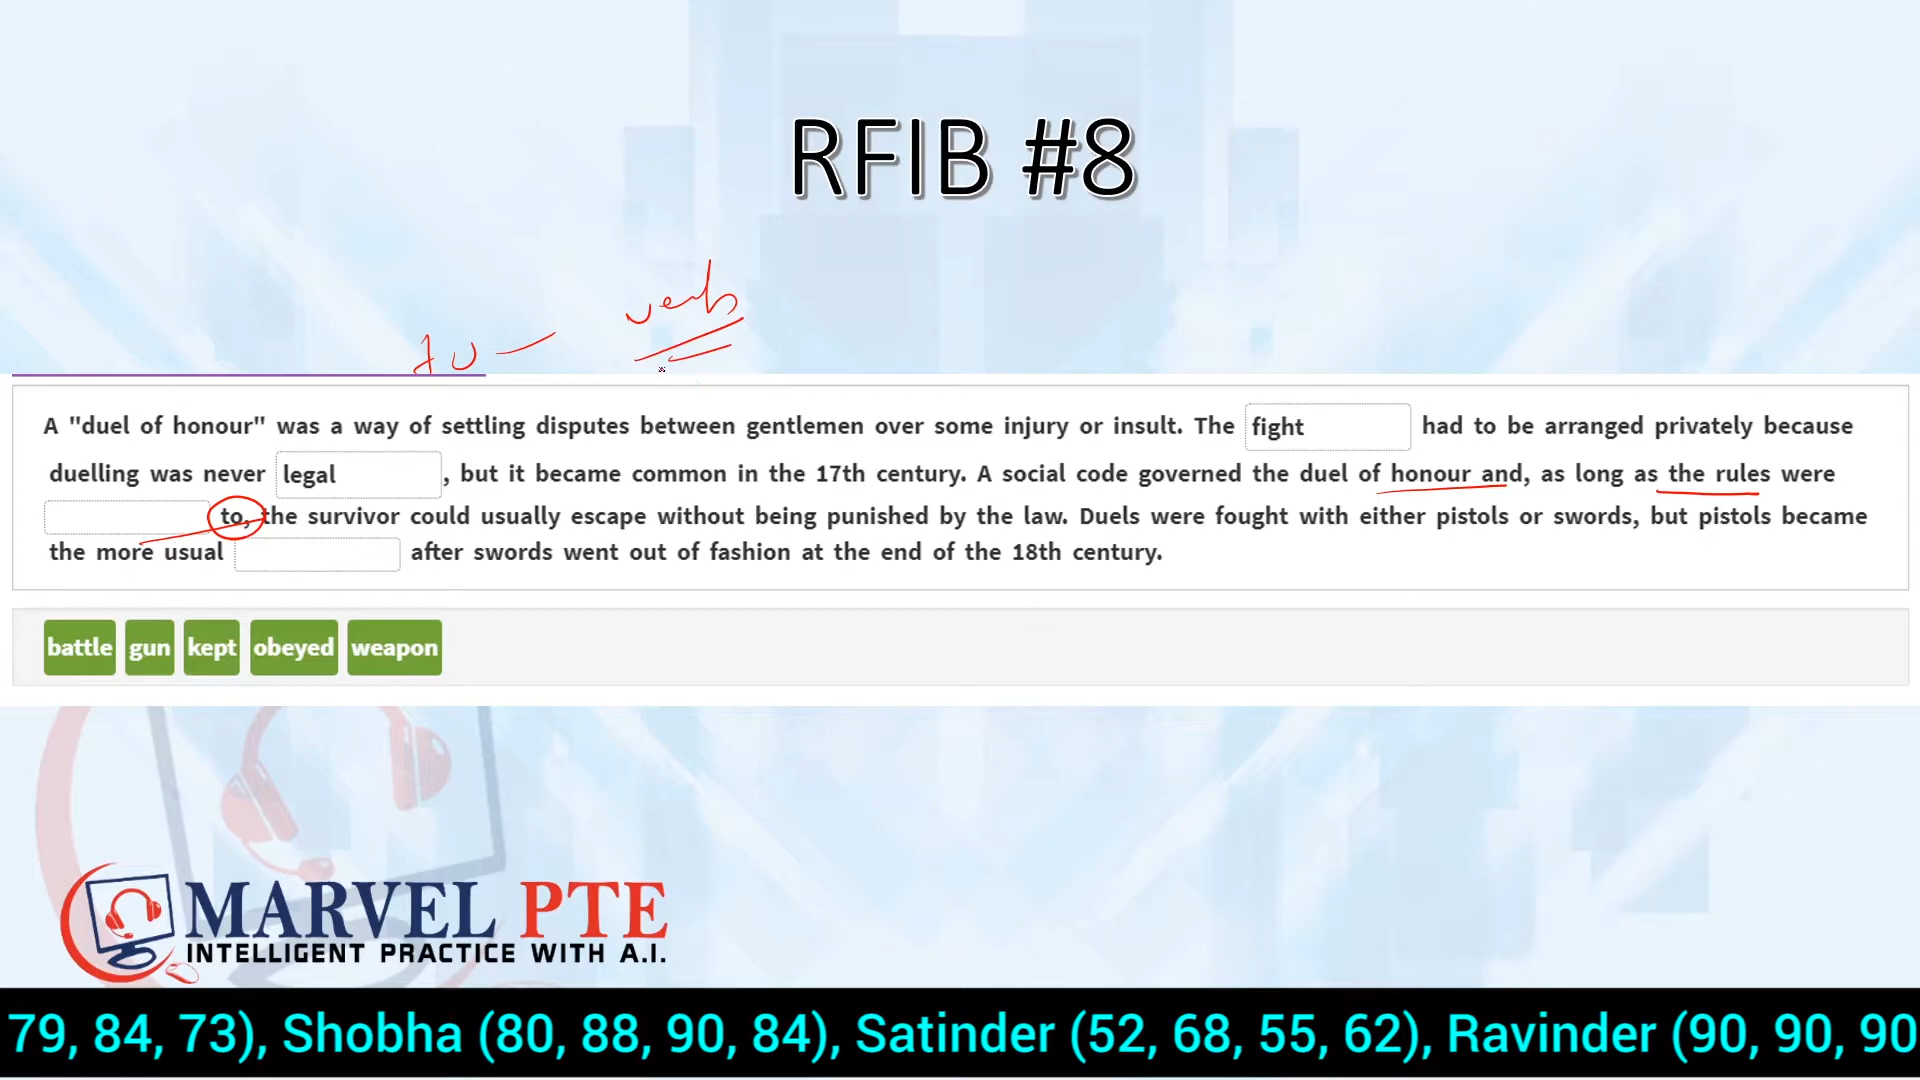 RFIB #8
verb
to —
A "duel of honour" was a way of settling disputes between gentlemen over some injury or insult. The fight had to be arranged privately because
duelling was never legal , but it became common in the 17th century. A social code governed the duel of honour and, as long as the rules were
to, the survivor could usually escape without being punished by the law. Duels were fought with either pistols or swords, but pistols became
the more usual after swords went out of fashion at the end of the 18th century.
battle gun kept obeyed weapon
MARVEL PTE
INTELLIGENT PRACTICE WITH A.I.
79, 84, 73), Shobha (80, 88, 90, 84), Satinder (52, 68, 55, 62), Ravinder (90, 90, 90